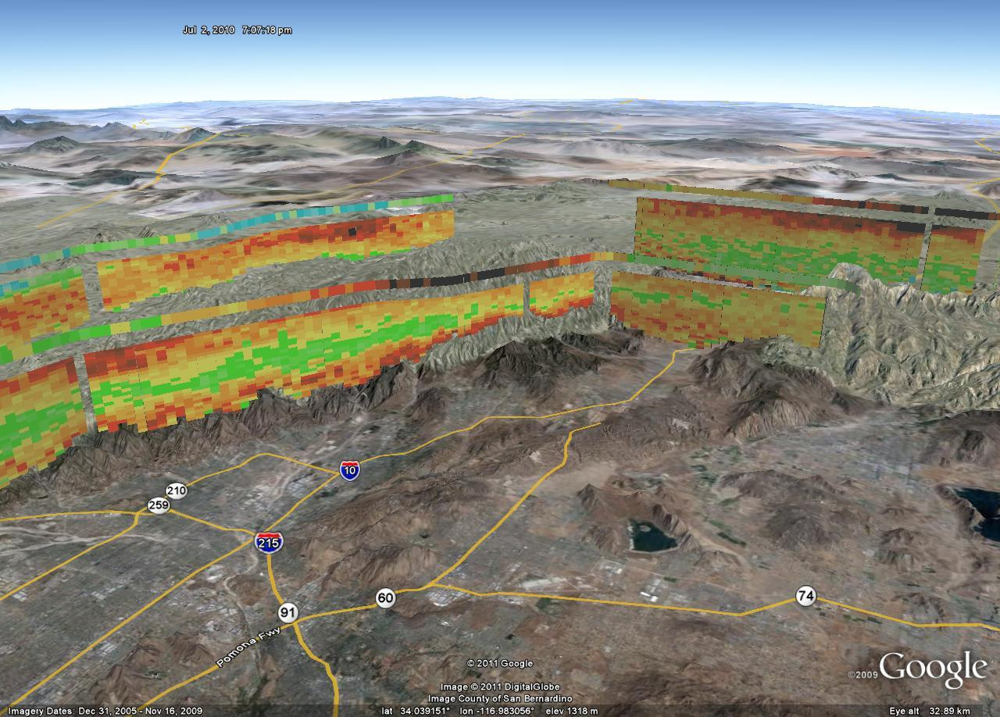 Jul 2, 2010 7:07:18 pm
10
210
259
215
60
74
91
Pomona Fwy
© 2011 Google
©2009 Google
Image © 2011 DigitalGlobe
Image County of San Bernardino
Imagery Dates: Dec 31, 2005 - Nov 16, 2009
lat 34.039151° lon -116.983056° elev 1318 m
Eye alt 32.89 km